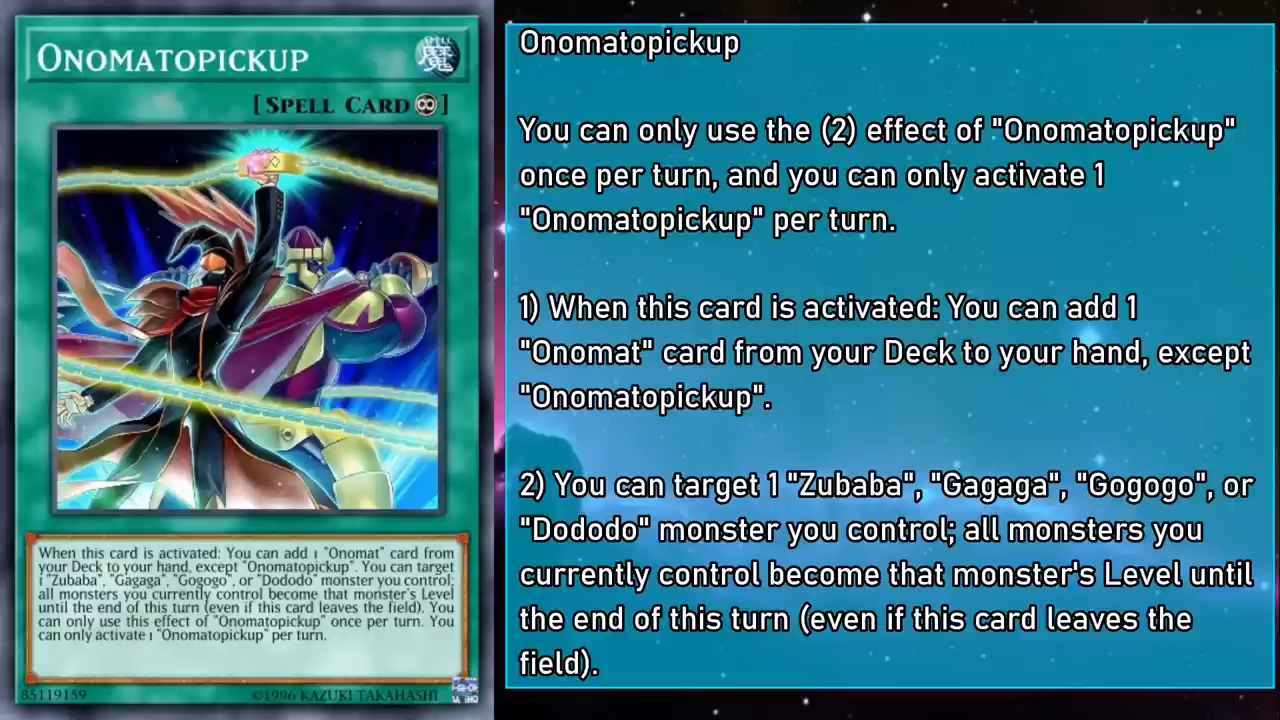 ONOMATOPICKUP
SPELL
魔
[SPELL CARD]
When this card is activated: You can add 1 "Onomat" card from
your Deck to your hand, except "Onomatopickup". You can target
1 "Zubaba", "Gagaga", "Gogogo", or "Dododo" monster you control;
all monsters you currently control become that monster's Level
until the end of this turn (even if this card leaves the field). You
can only use this effect of "Onomatopickup" once per turn. You
can only activate 1 "Onomatopickup" per turn.
85119159
©1996 KAZUKI TAKAHASHI
Onomatopickup
You can only use the (2) effect of "Onomatopickup"
once per turn, and you can only activate 1
"Onomatopickup" per turn.
1) When this card is activated: You can add 1
"Onomat" card from your Deck to your hand, except
"Onomatopickup".
2) You can target 1 "Zubaba", "Gagaga", "Gogogo", or
"Dododo" monster you control; all monsters you
currently control become that monster's Level until
the end of this turn (even if this card leaves the
field).